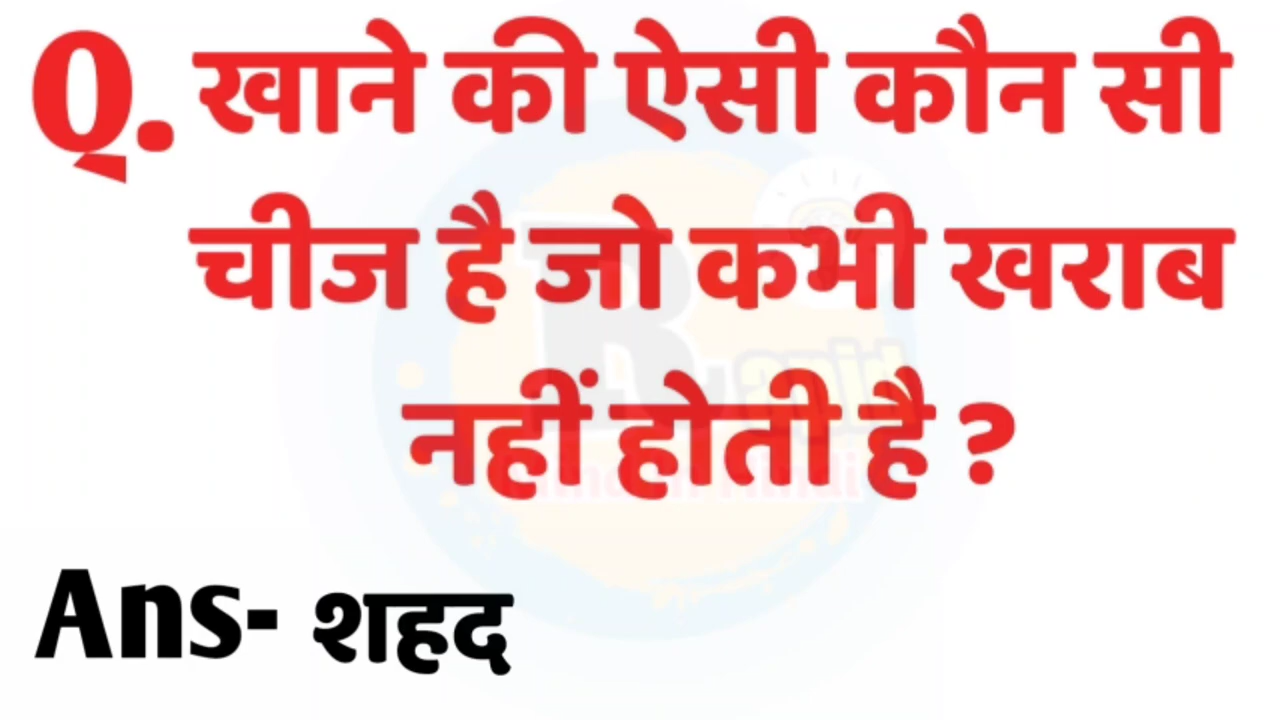 Q. खाने की ऐसी कौन सी
चीज है जो कभी खराब
नहीं होती है ?
Ans- शहद